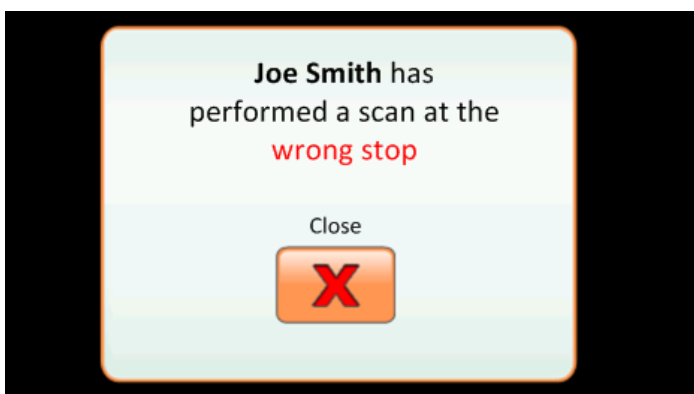 Joe Smith has
performed a scan at the
wrong stop
Close